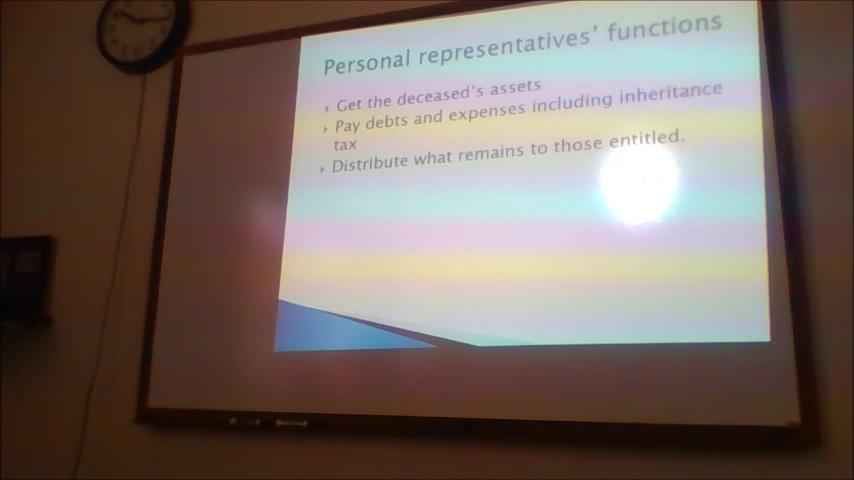 Personal representatives' functions
Get the deceased's assets
Pay debts and expenses including inheritance
tax
Distribute what remains to those entitled.